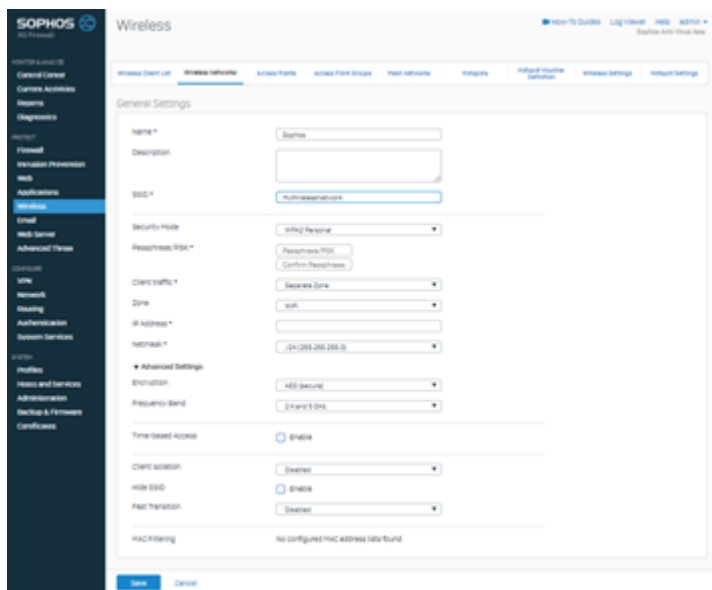 SOPHOS
XG Firewall
MONITOR & ANALYZE
Control Center
Current Activities
Reports
Diagnostics
PROTECT
Firewall
Intrusion Prevention
Web
Applications
Wireless
Email
Web Server
Advanced Threat
CONFIGURE
VPN
Network
Routing
Authentication
System Services
SYSTEM
Profiles
Hosts and Services
Administration
Backup & Firmware
Certificates
Wireless
How-To Guides Log Viewer Help admin
Wireless Client List Wireless Networks Access Points Access Point Groups Mesh Networks Hotspots Hotspot Voucher Definition Wireless Settings Hotspot Settings
General Settings
Name * Sophos
Description
SSID *
Security Mode WPA2 Personal
Passphrase/PSK * Passphrase/PSK
Confirm Passphrase
Client traffic * Separate Zone
Zone WiFi
IP Address *
Netmask * /24 (255.255.255.0)
Advanced Settings
Encryption AES (secure)
Frequency Band 2.4 and 5 GHz
Time-based Access Enable
Client Isolation Disabled
Hide SSID Enable
Fast Transition Disabled
MAC Filtering No configured MAC address lists found
Save Cancel